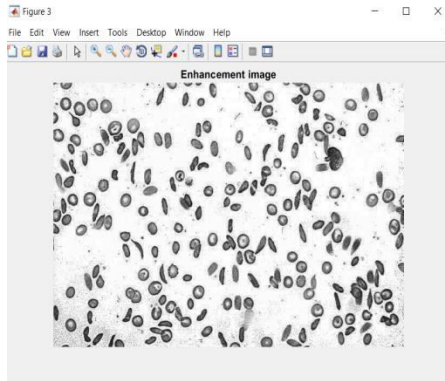 Figure 3
File Edit View Insert Tools Desktop Window Help
Enhancement image